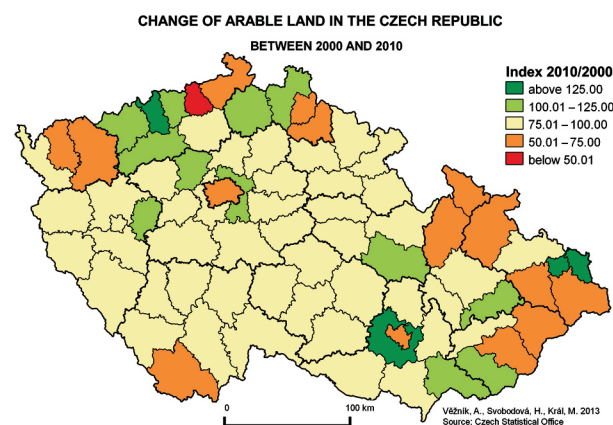 CHANGE OF ARABLE LAND IN THE CZECH REPUBLIC
BETWEEN 2000 AND 2010
Index 2010/2000
above 125.00
100.01 – 125.00
75.01 – 100.00
50.01 – 75.00
below 50.01
0 100 km
Věžník, A., Svobodová, H., Král, M. 2013
Source: Czech Statistical Office